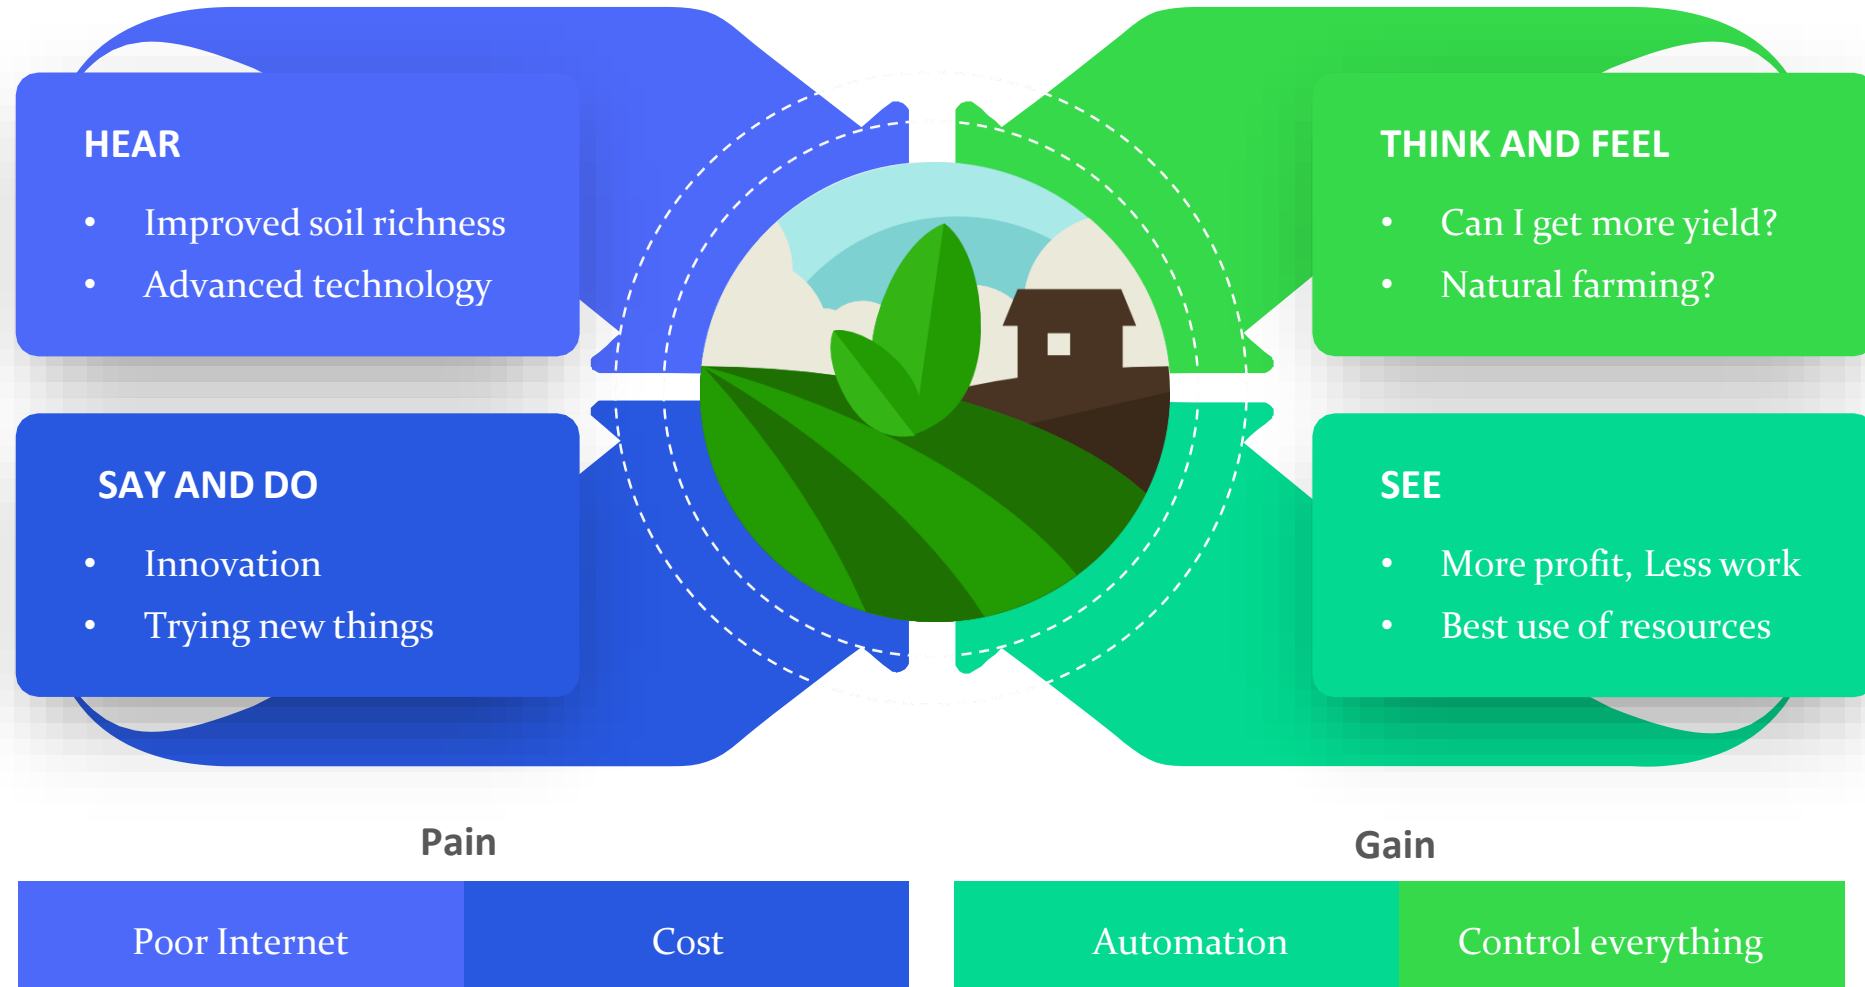 HEAR
• Improved soil richness
• Advanced technology
THINK AND FEEL
• Can I get more yield?
• Natural farming?
SAY AND DO
• Innovation
• Trying new things
SEE
• More profit, Less work
• Best use of resources
Pain
Poor Internet
Cost
Gain
Automation
Control everything